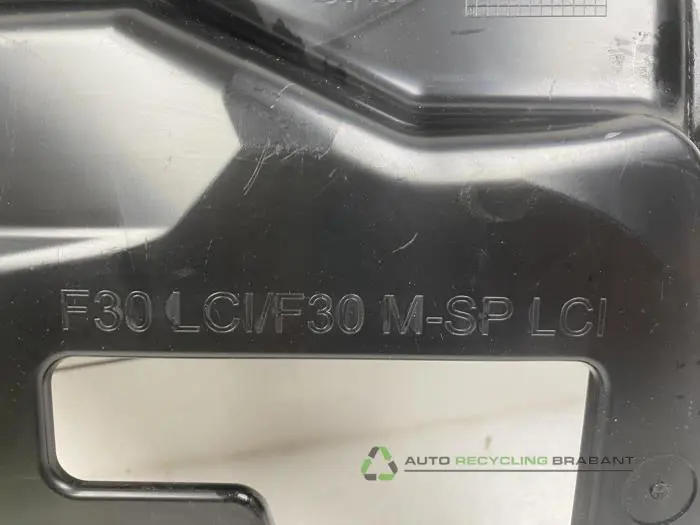 F30 LCI/F30 M-SP LCI
AUTO RECYCLING BRABANT